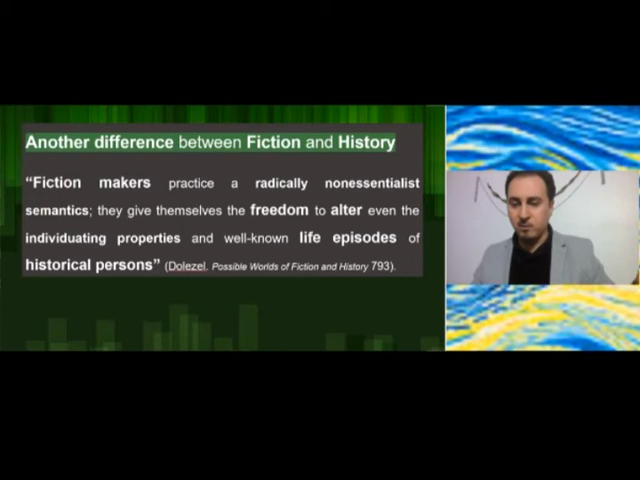 Another difference between Fiction and History
“Fiction makers practice a radically nonessentialist
semantics; they give themselves the freedom to alter even the
individuating properties and well-known life episodes of
historical persons” (Dolezel. Possible Worlds of Fiction and History 793).